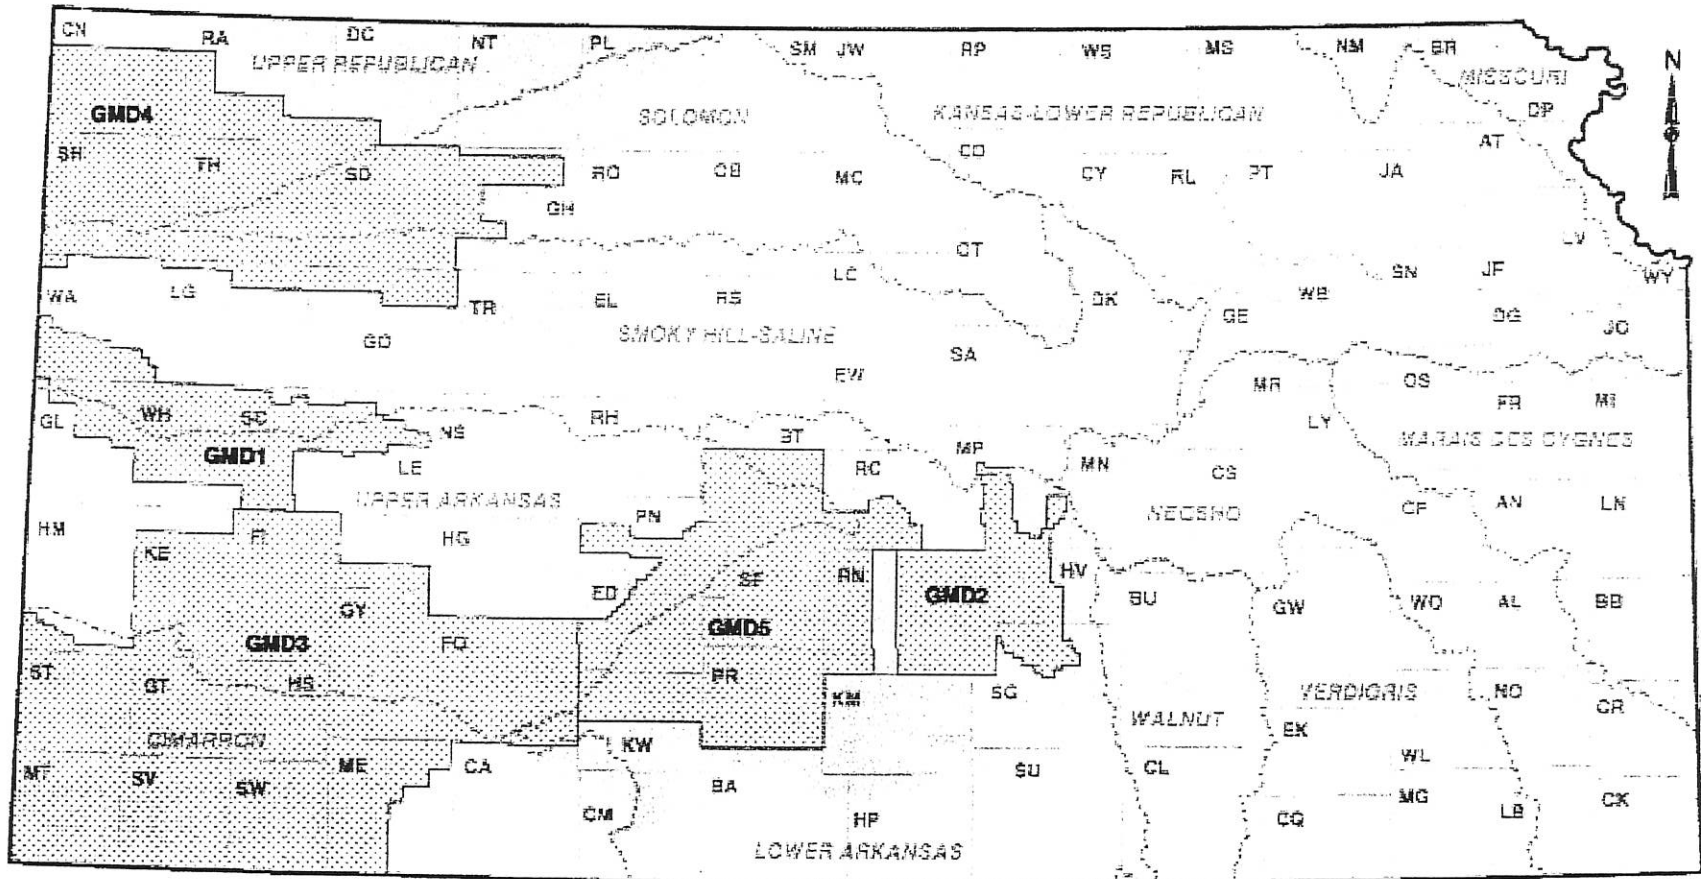 CN RA DC NT PL SM JW RP WS MS NM BR
UPPER REPUBLICAN
MISSOURI
N
DP
GMD4
SOLOMON
KANSAS-LOWER REPUBLICAN
SH TH SD RO OB MC CD CY RL PT JA AT
GH
LV
OT
WA LG TR EL RS LC DK GE WB SN JF WY
DG JO
GO
SMOKY HILL-SALINE
SA
EW
MR OS
FR MI
GL WH SC NS RH BT MP LY
MARAIS DES CYGNES
GMD1
LE RC MN CS
UPPER ARKANSAS
NEOSHO
CF AN LN
HM KE FI HG PN
ED SF RN GMD2 HV BU GW WO AL BB
GY
GMD3 FO GMD5
ST GT HS PR KM SG
VERDIGRIS
NO CR
WALNUT
EK
CIMARRON
KW
MT SV SW ME CA BA SU CL WL
MG CK
CM HP CQ LB
LOWER ARKANSAS